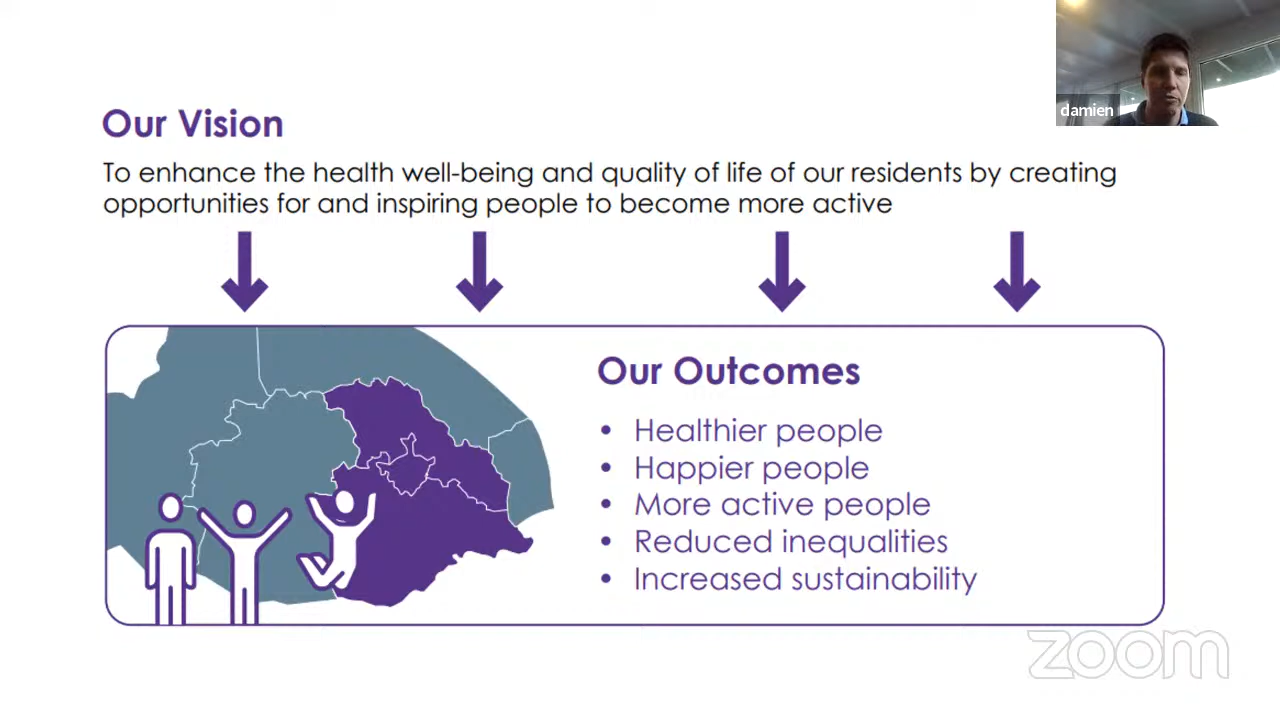 damien
Our Vision
To enhance the health well-being and quality of life of our residents by creating
opportunities for and inspiring people to become more active
Our Outcomes
• Healthier people
• Happier people
• More active people
• Reduced inequalities
• Increased sustainability
zoom